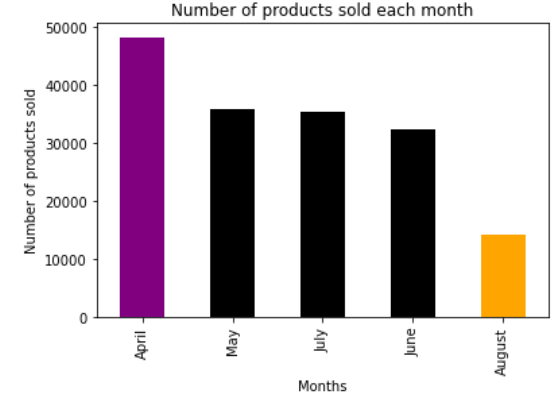 Number of products sold each month
Number of products sold
50000
40000
30000
20000
10000
0
April
May
July
June
August
Months